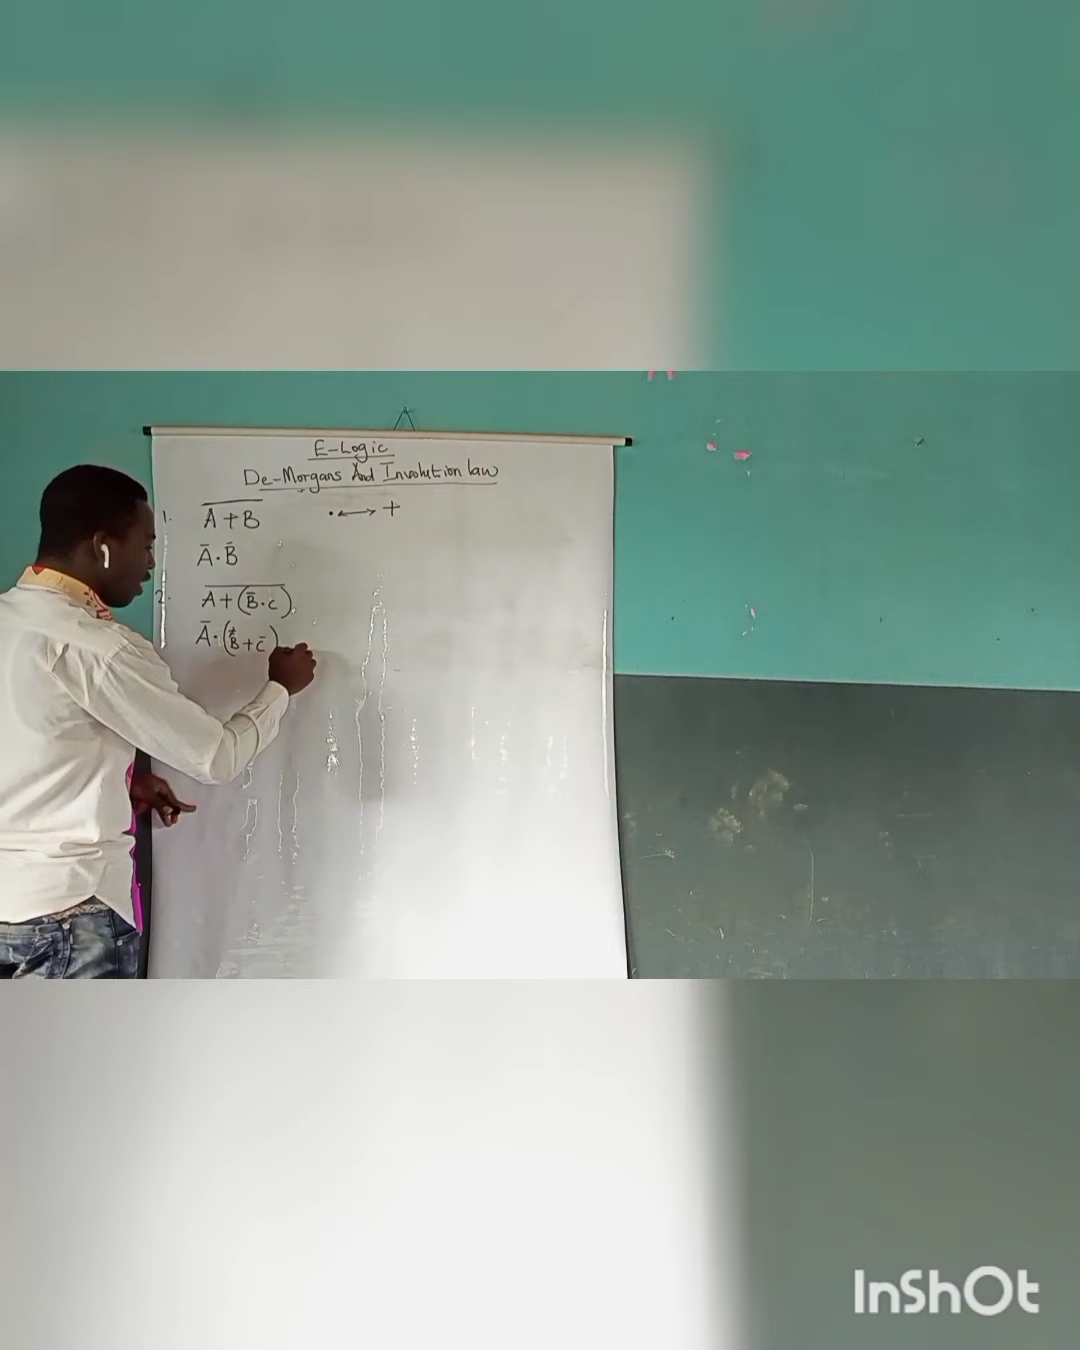 E-Logic
De-Morgans And Involution law
1. A̅ ̅+̅ ̅B̅ . ⟷ +
A̅ . B̅
2. A̅ ̅+̅ ̅(̅B̿ ̅.̅ ̅c̅)̅
A̅ . (B̿ + c̅)
InShOt